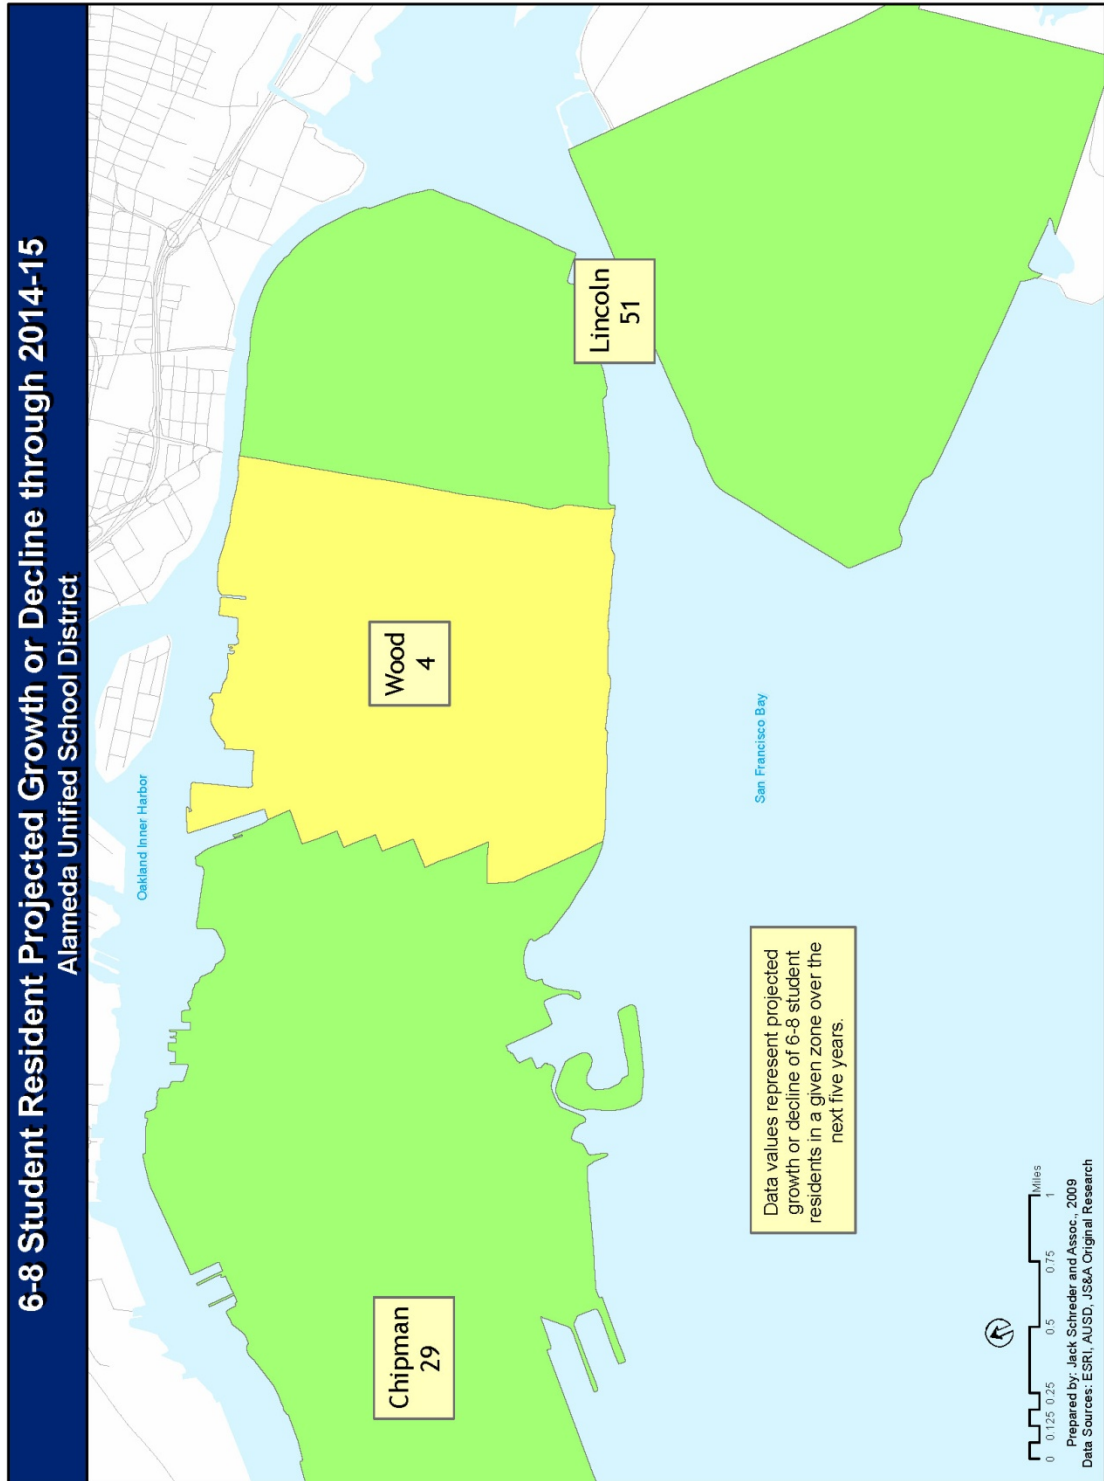 6-8 Student Resident Projected Growth or Decline through 2014-15
Alameda Unified School District
Oakland Inner Harbor
Chipman
29
Wood
4
Lincoln
51
San Francisco Bay
Data values represent projected
growth or decline of 6-8 student
residents in a given zone over the
next five years.
0 0.125 0.25 0.5 0.75 1
Miles
Prepared by: Jack Schreder and Assoc., 2009
Data Sources: ESRI, AUSD, JS&A Original Research